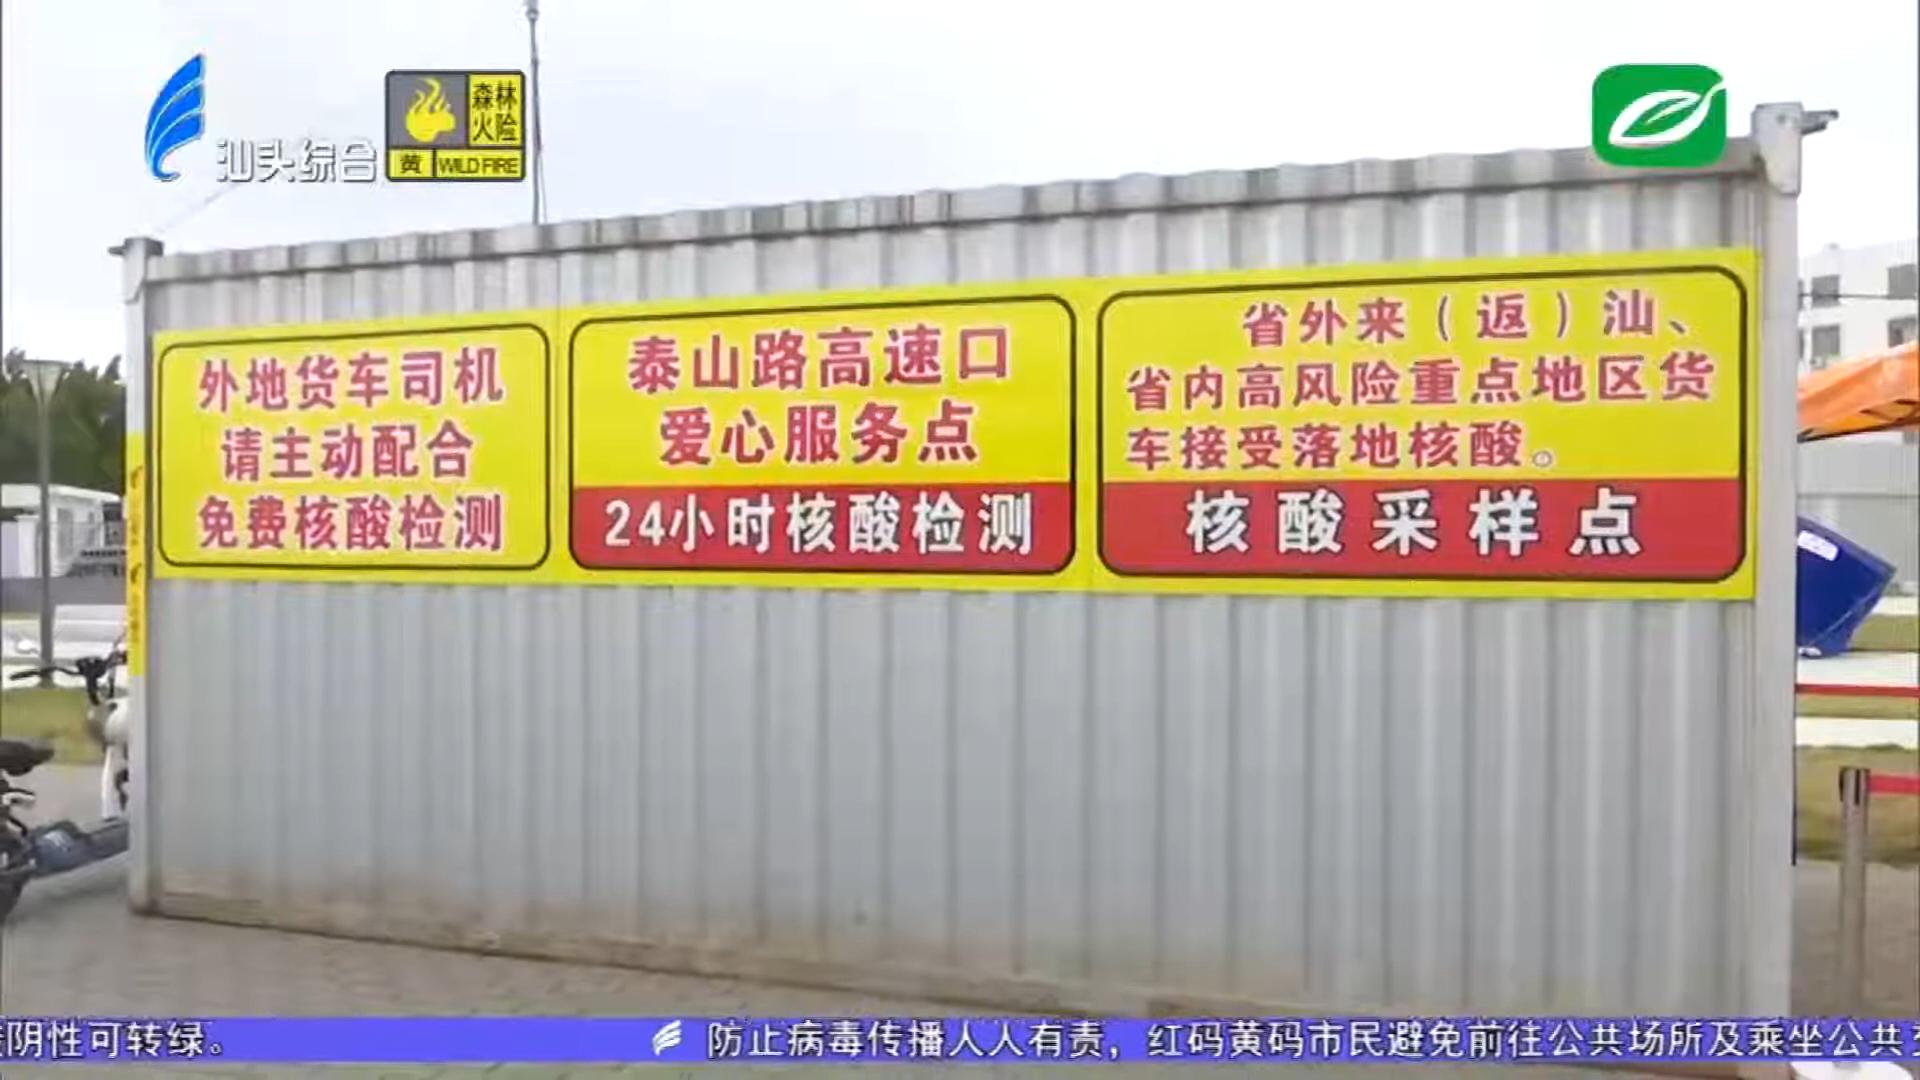 汕头综合
森林
火险
黄 WILD FIRE
外地货车司机
请主动配合
免费核酸检测
泰山路高速口
爱心服务点
24小时核酸检测
省外来（返）汕、
省内高风险重点地区货
车接受落地核酸。
核酸采样点
阴性可转绿。 防止病毒传播人人有责，红码黄码市民避免前往公共场所及乘坐公共